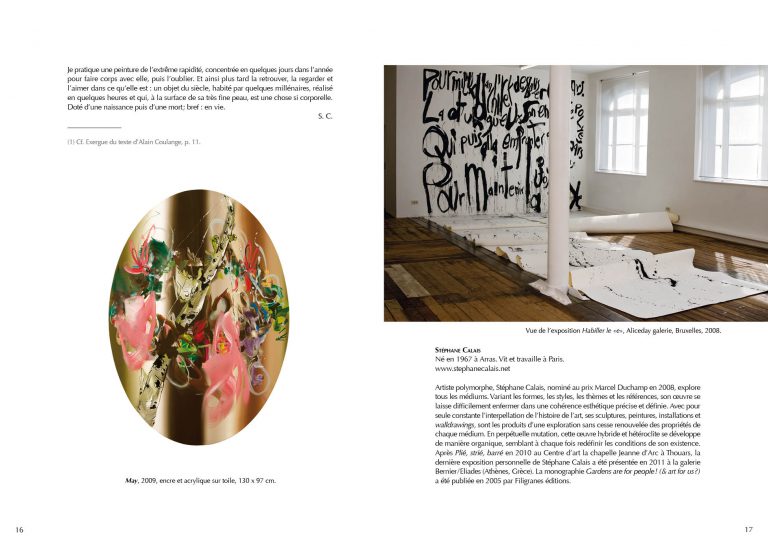 Je pratique une peinture de l'extrême rapidité, concentrée en quelques jours dans l'année
pour faire corps avec elle, puis l'oublier. Et ainsi plus tard la retrouver, la regarder et
l'aimer dans ce qu'elle est : un objet du siècle, habité par quelques millénaires, réalisé
en quelques heures et qui, à la surface de sa très fine peau, est une chose si corporelle.
Doté d'une naissance puis d'une mort; bref : en vie.
S. C.
(1) Cf. Exergue du texte d'Alain Coulange, p. 11.
May, 2009, encre et acrylique sur toile, 130 x 97 cm.
16
Pour
La
Qui puis la
Pour Maintenir
Vue de l'exposition Habiller le «e», Aliceday galerie, Bruxelles, 2008.
Stéphane Calais
Né en 1967 à Arras. Vit et travaille à Paris.
www.stephanecalais.net
Artiste polymorphe, Stéphane Calais, nominé au prix Marcel Duchamp en 2008, explore
tous les médiums. Variant les formes, les styles, les thèmes et les références, son œuvre se
laisse difficilement enfermer dans une cohérence esthétique précise et définie. Avec pour
seule constante l'interpellation de l'histoire de l'art, ses sculptures, peintures, installations et
walldrawings, sont les produits d'une exploration sans cesse renouvelée des propriétés de
chaque médium. En perpétuelle mutation, cette œuvre hybride et hétéroclite se développe
de manière organique, semblant à chaque fois redéfinir les conditions de son existence.
Après Plié, strié, barré en 2010 au Centre d'art la chapelle Jeanne d'Arc à Thouars, la
dernière exposition personnelle de Stéphane Calais a été présentée en 2011 à la galerie
Bernier/Eliades (Athènes, Grèce). La monographie Gardens are for people ! (& art for us ?)
a été publiée en 2005 par Filigranes éditions.
17